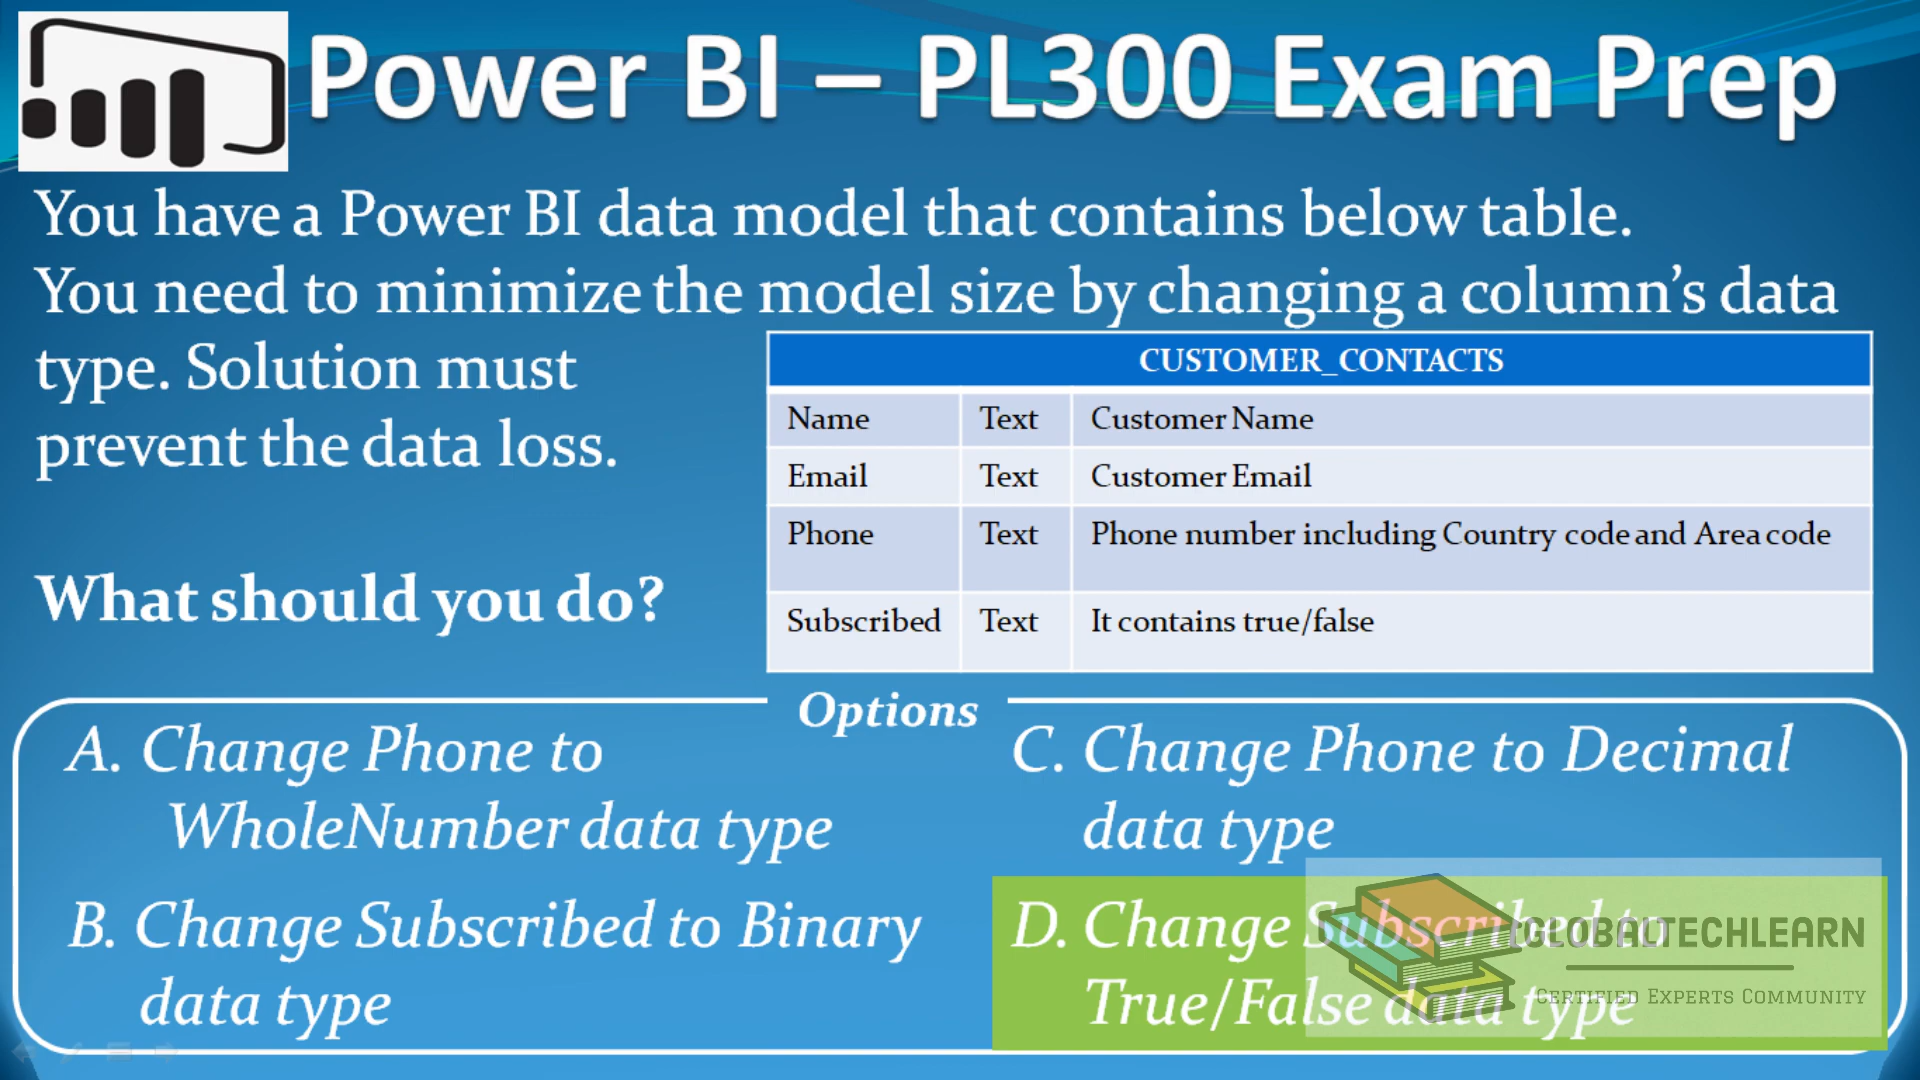 Power BI – PL300 Exam Prep
You have a Power BI data model that contains below table.
You need to minimize the model size by changing a column's data
type. Solution must
prevent the data loss.
What should you do?
CUSTOMER_CONTACTS
Name Text Customer Name
Email Text Customer Email
Phone Text Phone number including Country code and Area code
Subscribed Text It contains true/false
Options
A. Change Phone to
WholeNumber data type
B. Change Subscribed to Binary
data type
C. Change Phone to Decimal
data type
D. Change Subscribed to
True/False data type
GLOBALTECHLEARN
CERTIFIED EXPERTS COMMUNITY